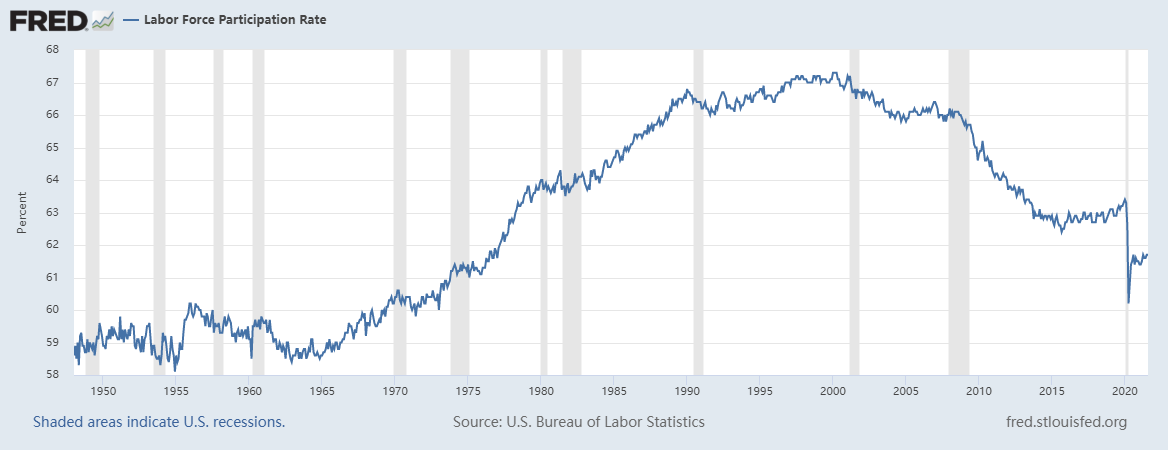 FRED Labor Force Participation Rate
68
67
66
65
64
63
62
61
60
59
58
Percent
1950 1955 1960 1965 1970 1975 1980 1985 1990 1995 2000 2005 2010 2015 2020
Shaded areas indicate U.S. recessions. Source: U.S. Bureau of Labor Statistics fred.stlouisfed.org